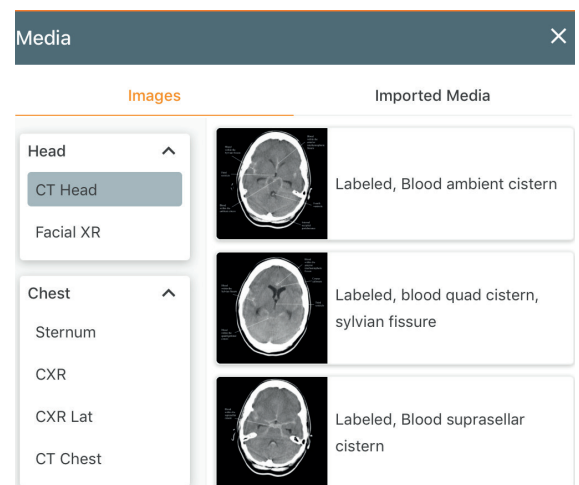 Media
Images
Imported Media
Head
CT Head
Facial XR
Chest
Sternum
CXR
CXR Lat
CT Chest
Labeled, Blood ambient cistern
Labeled, blood quad cistern,
sylvian fissure
Labeled, Blood suprasellar
cistern